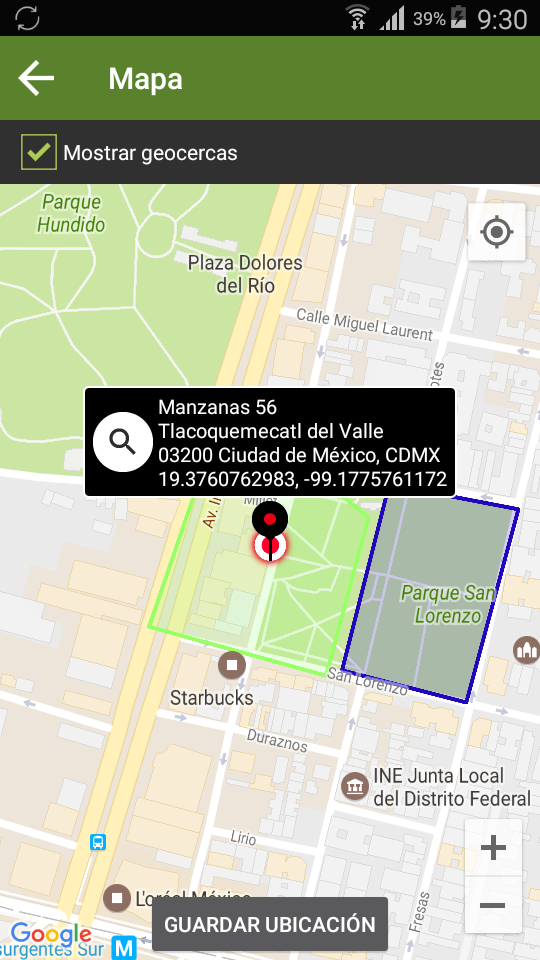 39% 9:30
Mapa
Mostrar geocercas
Parque
Hundido
Plaza Dolores
del Río
Calle Miguel Laurent
Manzanas 56
Tlacoquemecatl del Valle
03200 Ciudad de México, CDMX
19.3760762983, -99.1775761172
Av. I
Parque San
Lorenzo
San Lorenzo
Starbucks
Duraznos
INE Junta Local
del Distrito Federal
Lirio
Fresas
L'oréal México
GUARDAR UBICACIÓN
Google
surgentes Sur M